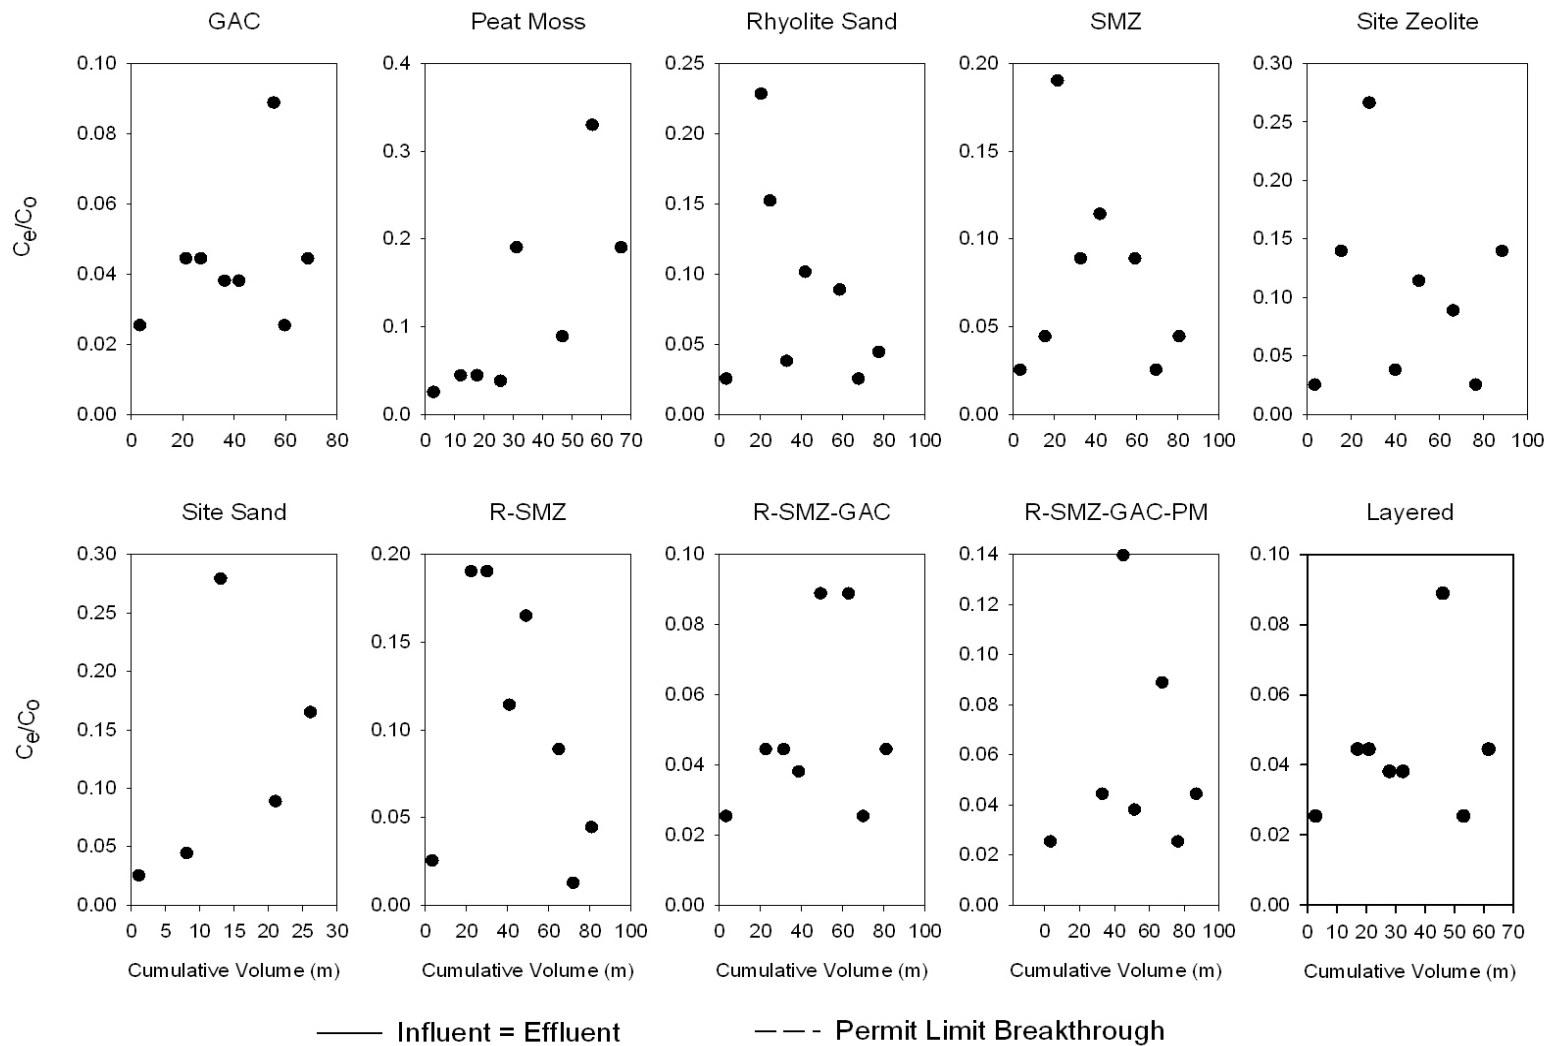 GAC Peat Moss Rhyolite Sand SMZ Site Zeolite
0.10 0.4 0.25 0.20 0.30
0.25
0.08 0.20
0.3 0.15
0.20
0.06 0.15
Ce/Co 0.2 0.10 0.15
0.04 0.10
0.10
0.1 0.05
0.02 0.05
0.05
0.00 0.0 0.00 0.00 0.00
0 20 40 60 80 0 10 20 30 40 50 60 70 0 20 40 60 80 100 0 20 40 60 80 100 0 20 40 60 80 100
Site Sand R-SMZ R-SMZ-GAC R-SMZ-GAC-PM Layered
0.30 0.20 0.10 0.14 0.10
0.12
0.25
0.08 0.08
0.15 0.10
0.20
0.06 0.08 0.06
Ce/Co 0.15 0.10
0.04 0.06 0.04
0.10
0.05 0.04
0.02 0.02
0.05
0.02
0.00 0.00 0.00 0.00 0.00
0 5 10 15 20 25 30 0 20 40 60 80 100 0 20 40 60 80 100 0 20 40 60 80 100 0 10 20 30 40 50 60 70
Cumulative Volume (m) Cumulative Volume (m) Cumulative Volume (m) Cumulative Volume (m) Cumulative Volume (m)
Influent = Effluent Permit Limit Breakthrough